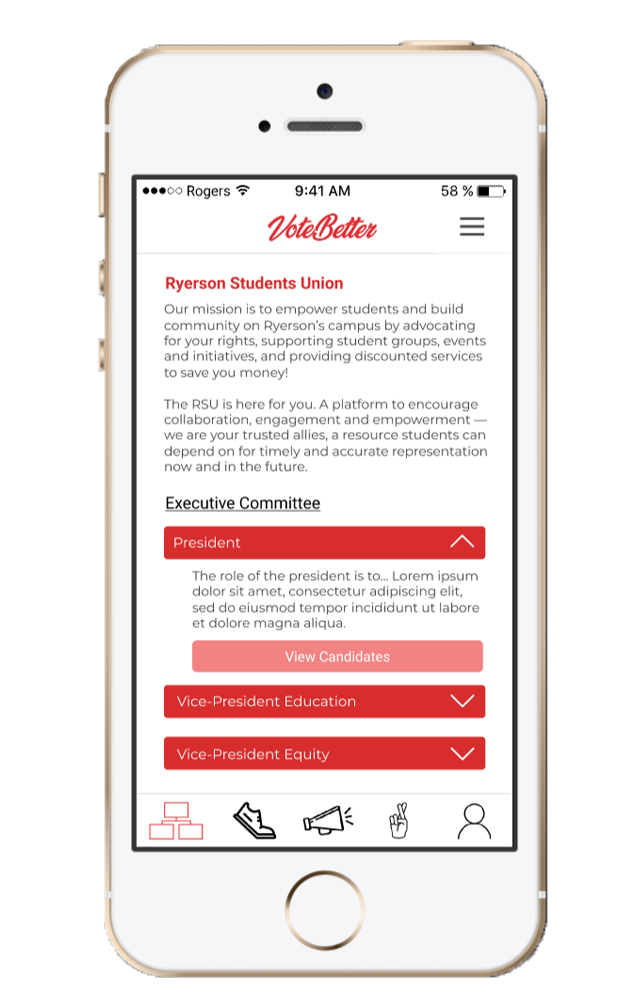 Rogers 9:41 AM 58 %
VoteBetter
Ryerson Students Union
Our mission is to empower students and build
community on Ryerson's campus by advocating
for your rights, supporting student groups, events
and initiatives, and providing discounted services
to save you money!
The RSU is here for you. A platform to encourage
collaboration, engagement and empowerment —
we are your trusted allies, a resource students can
depend on for timely and accurate representation
now and in the future.
Executive Committee
President
The role of the president is to... Lorem ipsum
dolor sit amet, consectetur adipiscing elit,
sed do eiusmod tempor incididunt ut labore
et dolore magna aliqua.
View Candidates
Vice-President Education
Vice-President Equity